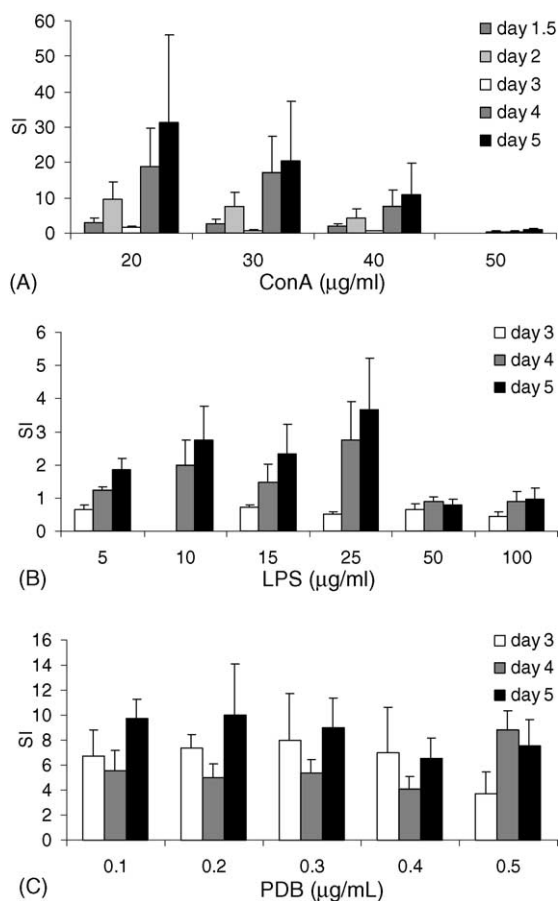 60
50
40
30
20
10
0
SI
day 1.5
day 2
day 3
day 4
day 5
20 30 40 50
(A) ConA (µg/ml)
6
5
4
3
2
1
0
SI
day 3
day 4
day 5
5 10 15 25 50 100
(B) LPS (µg/ml)
16
14
12
10
8
6
4
2
0
SI
day 3
day 4
day 5
0.1 0.2 0.3 0.4 0.5
(C) PDB (µg/mL)